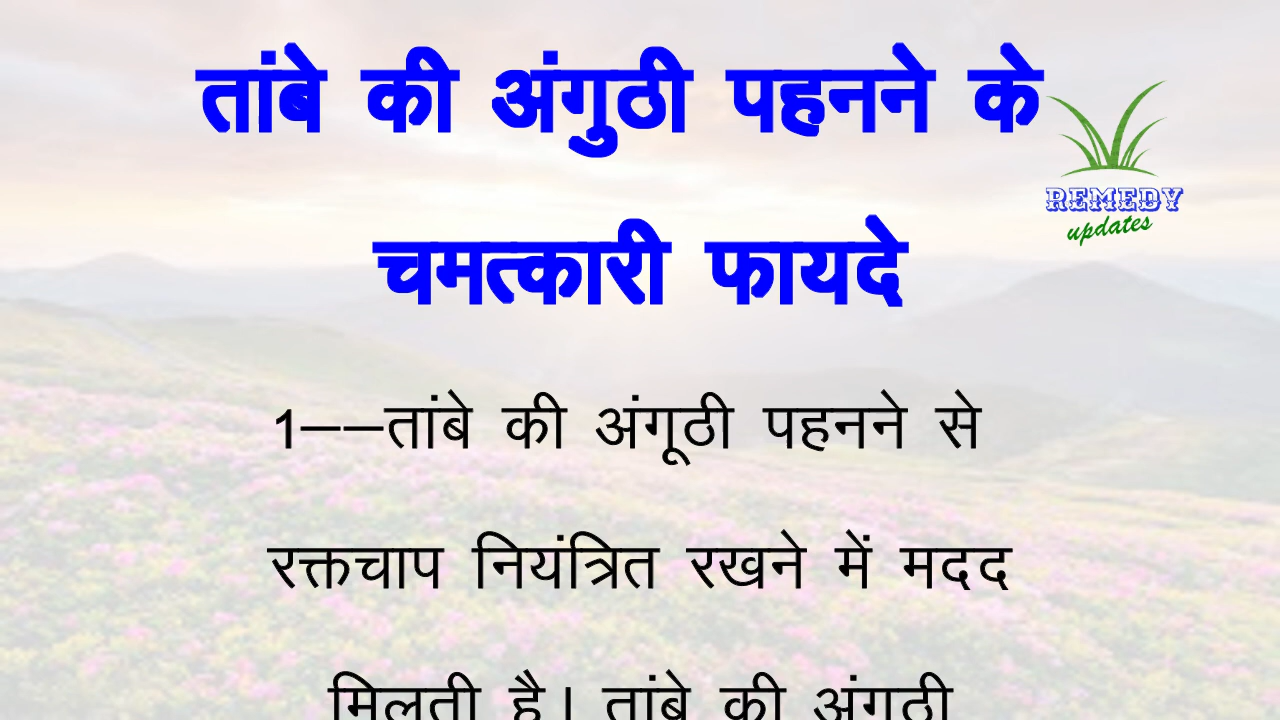 तांबे की अंगुठी पहनने के
चमत्कारी फायदे
REMEDY
updates
1––तांबे की अंगूठी पहनने से
रक्तचाप नियंत्रित रखने में मदद
मिलती है। तांबे की अंगूठी